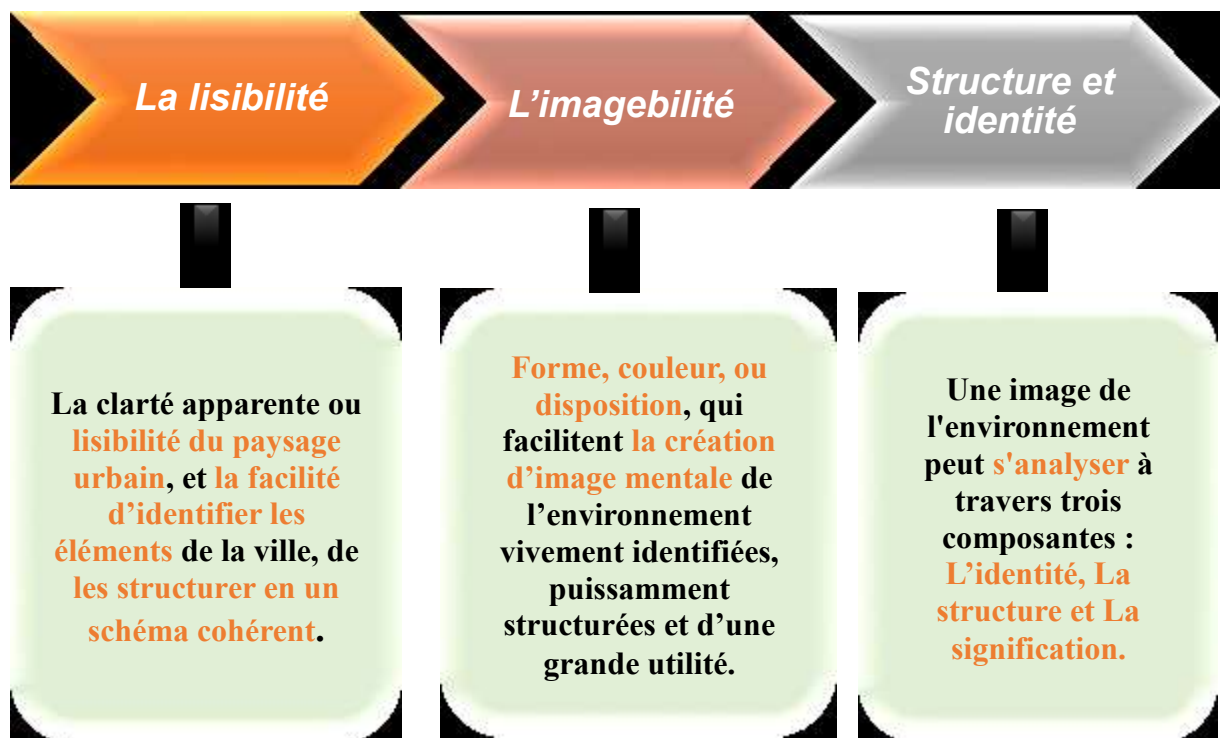 La lisibilité
L’imagebilité
Structure et
identité
La clarté apparente ou
lisibilité du paysage
urbain, et la facilité
d’identifier les
éléments de la ville, de
les structurer en un
schéma cohérent.
Forme, couleur, ou
disposition, qui
facilitent la création
d’image mentale de
l’environnement
vivement identifiées,
puissamment
structurées et d’une
grande utilité.
Une image de
l'environnement
peut s'analyser à
travers trois
composantes :
L’identité, La
structure et La
signification.